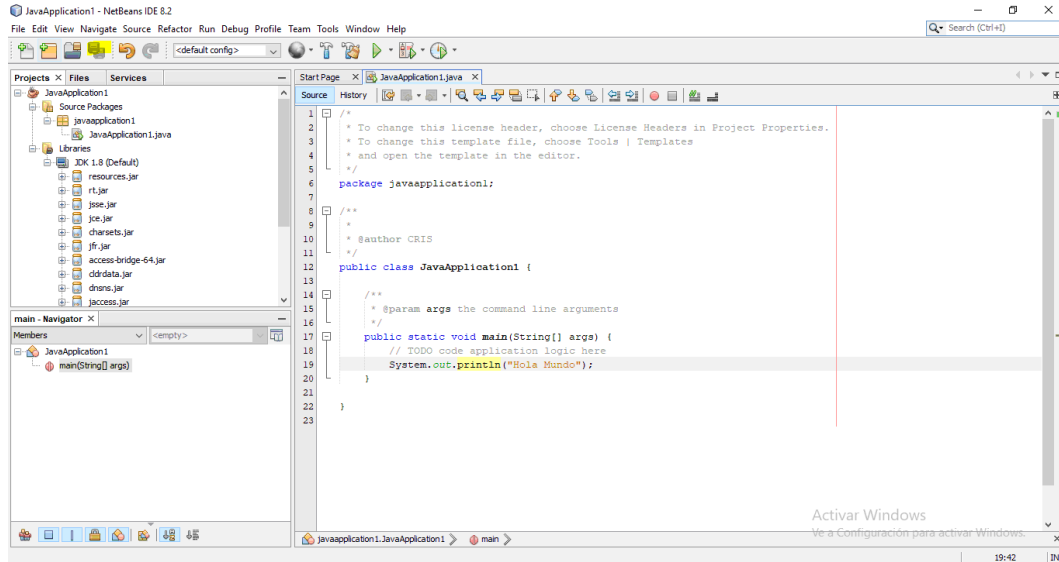 JavaApplication1 - NetBeans IDE 8.2
File Edit View Navigate Source Refactor Run Debug Profile Team Tools Window Help
Search (Ctrl+I)
<default config>
Projects Files Services
JavaApplication1
Source Packages
javaapplication1
JavaApplication1.java
Libraries
JDK 1.8 (Default)
resources.jar
rt.jar
jsse.jar
jce.jar
charsets.jar
jfr.jar
access-bridge-64.jar
cldrdata.jar
dnsns.jar
jaccess.jar
main - Navigator
Members
<empty>
JavaApplication1
main(String[] args)
Start Page JavaApplication1.java
Source History
1 /*
2 * To change this license header, choose License Headers in Project Properties.
3 * To change this template file, choose Tools | Templates
4 * and open the template in the editor.
5 */
6 package javaapplication1;
7
8 /**
9 *
10 * @author CRIS
11 */
12 public class JavaApplication1 {
13
14 /**
15 * @param args the command line arguments
16 */
17 public static void main(String[] args) {
18 // TODO code application logic here
19 System.out.println("Hola Mundo");
20 }
21
22 }
23
Activar Windows
Ve a Configuración para activar Windows.
javaapplication1.JavaApplication1 main
19:42 IN